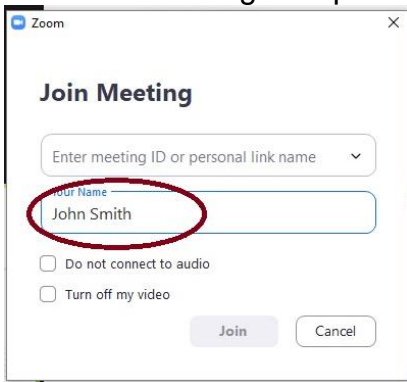 Zoom
Join Meeting
Enter meeting ID or personal link name
Your Name
John Smith
Do not connect to audio
Turn off my video
Join
Cancel